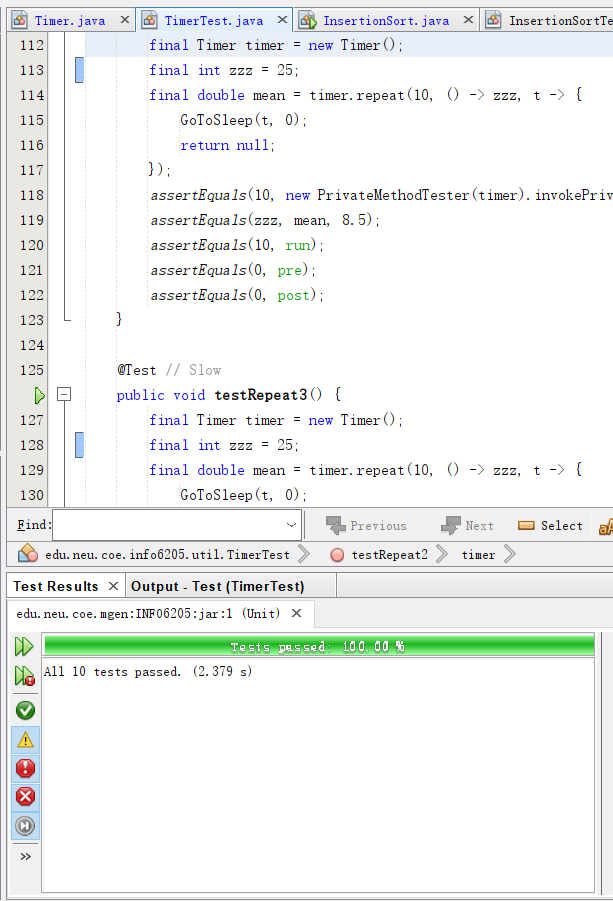 Timer.java TimerTest.java InsertionSort.java InsertionSortTe
112 final Timer timer = new Timer();
113 final int zzz = 25;
114 final double mean = timer.repeat(10, () -> zzz, t -> {
115 GoToSleep(t, 0);
116 return null;
117 });
118 assertEquals(10, new PrivateMethodTester(timer).invokePriv
119 assertEquals(zzz, mean, 8.5);
120 assertEquals(10, run);
121 assertEquals(0, pre);
122 assertEquals(0, post);
123 }
124
125 @Test // Slow
public void testRepeat3() {
127 final Timer timer = new Timer();
128 final int zzz = 25;
129 final double mean = timer.repeat(10, () -> zzz, t -> {
130 GoToSleep(t, 0);
Find: Previous Next Select aA
edu.neu.coe.info6205.util.TimerTest testRepeat2 timer
Test Results Output - Test (TimerTest)
edu.neu.coe.mgen:INFO6205:jar:1 (Unit)
Tests passed: 100.00 %
All 10 tests passed. (2.379 s)